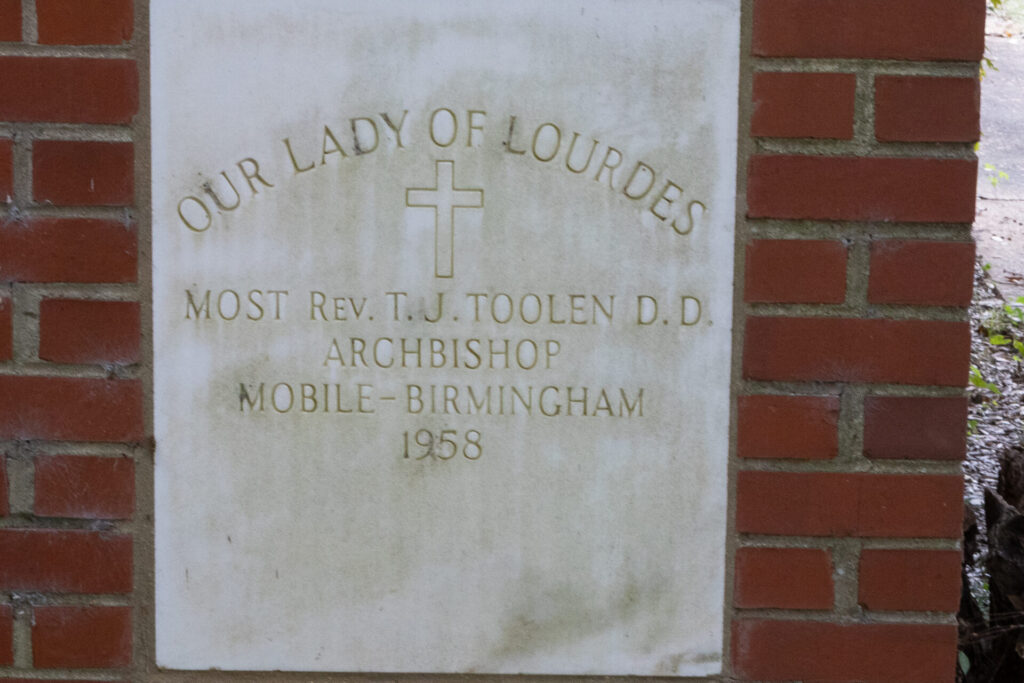 OUR LADY OF LOURDES
MOST REV. T. J. TOOLEN D. D.
ARCHBISHOP
MOBILE-BIRMINGHAM
1958